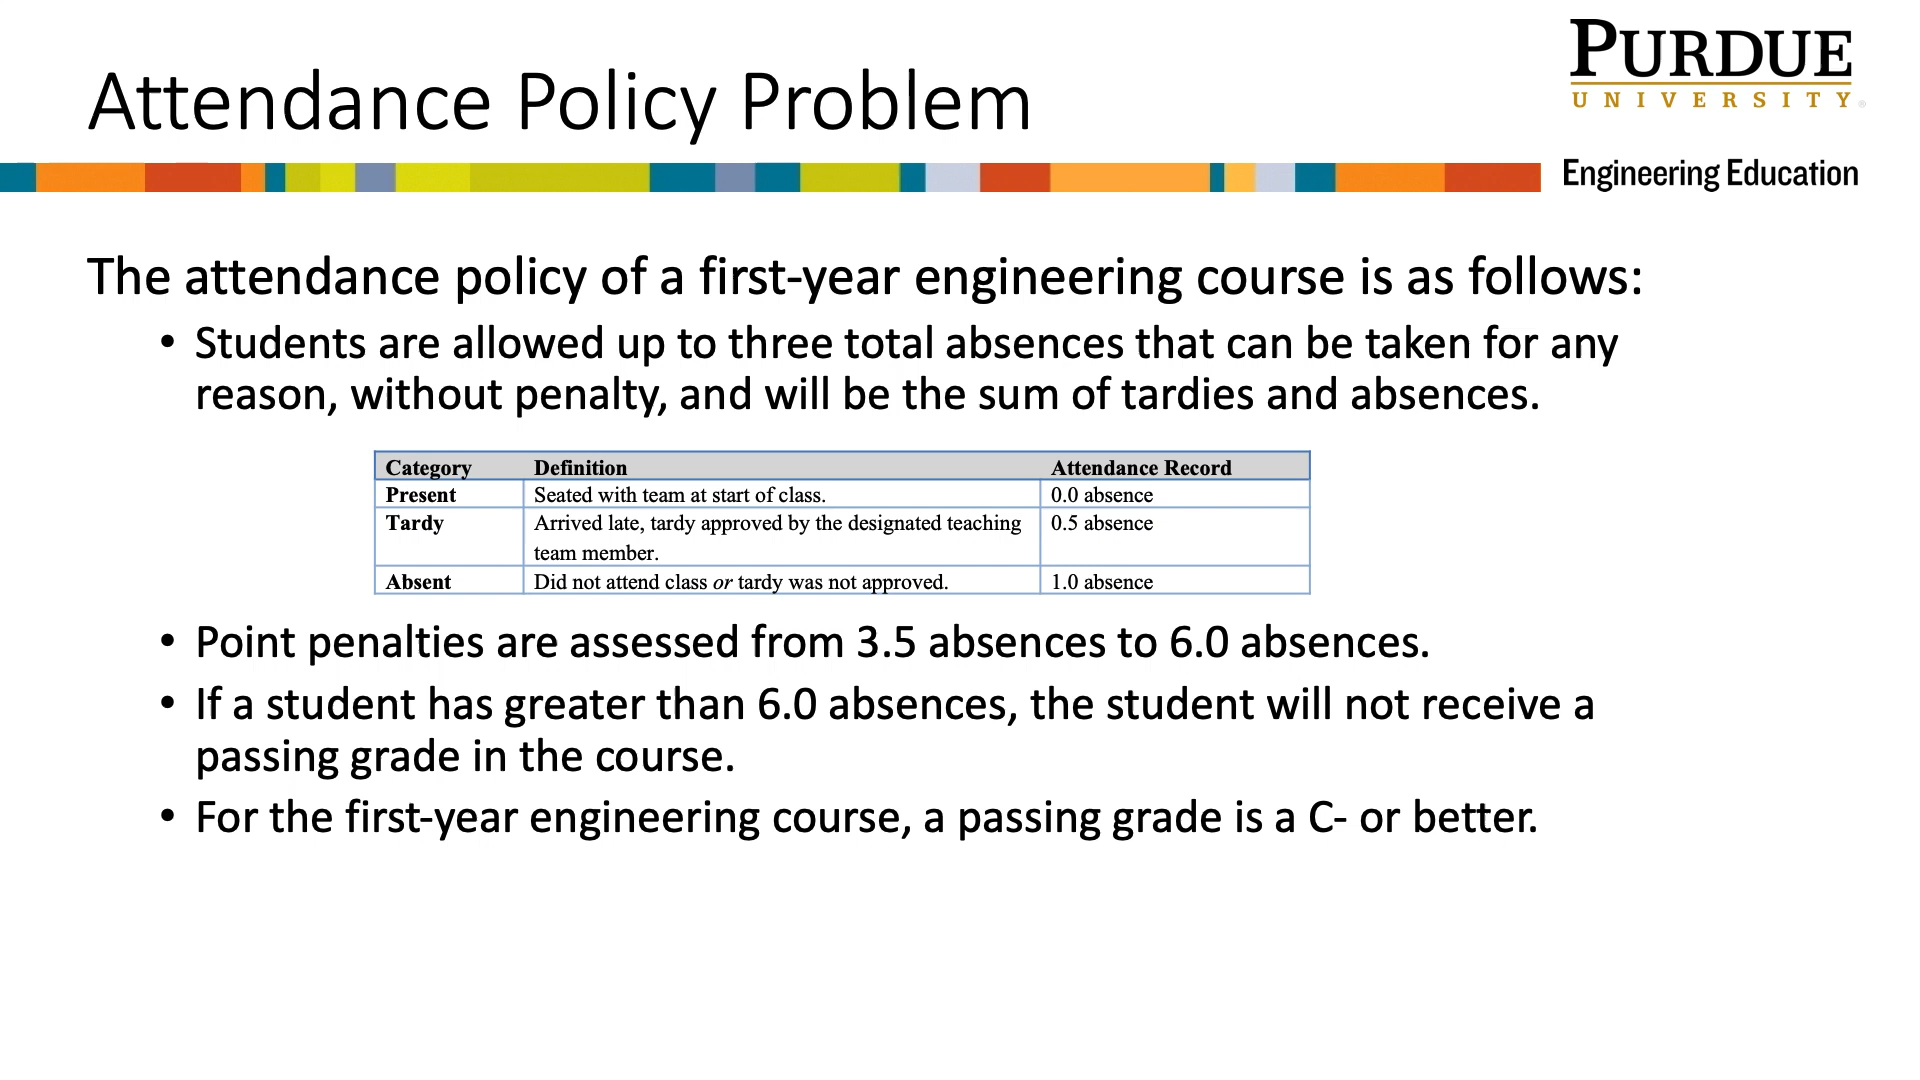 PURDUE
UNIVERSITY®
Attendance Policy Problem
Engineering Education
The attendance policy of a first-year engineering course is as follows:
• Students are allowed up to three total absences that can be taken for any
reason, without penalty, and will be the sum of tardies and absences.
Category Definition Attendance Record
Present Seated with team at start of class. 0.0 absence
Tardy Arrived late, tardy approved by the designated teaching 0.5 absence
team member.
Absent Did not attend class or tardy was not approved. 1.0 absence
• Point penalties are assessed from 3.5 absences to 6.0 absences.
• If a student has greater than 6.0 absences, the student will not receive a
passing grade in the course.
• For the first-year engineering course, a passing grade is a C- or better.